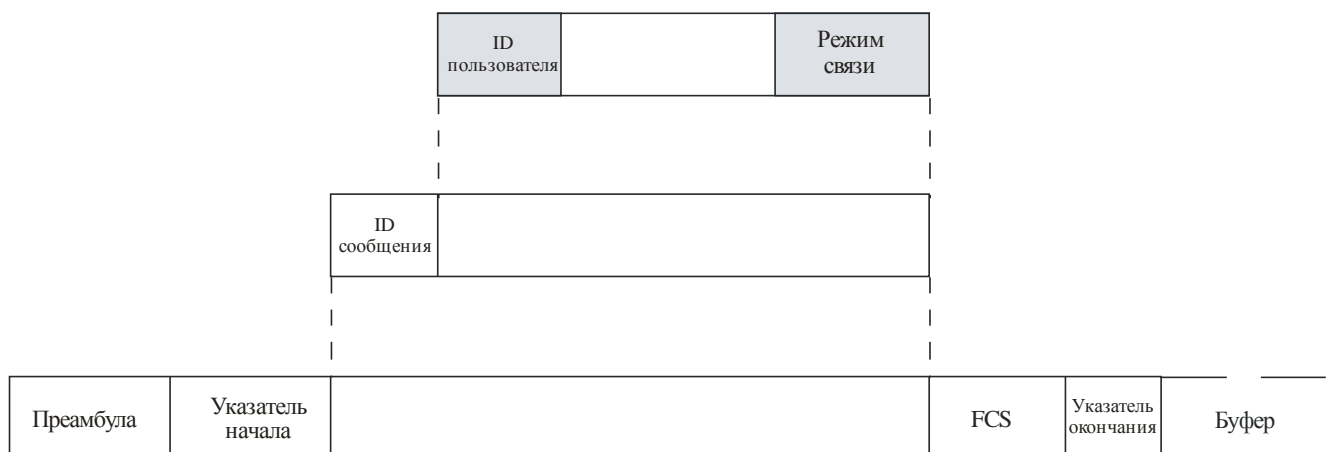 ID
пользователя
Режим
связи
ID
сообщения
Преамбула
Указатель
начала
FCS
Указатель
окончания
Буфер